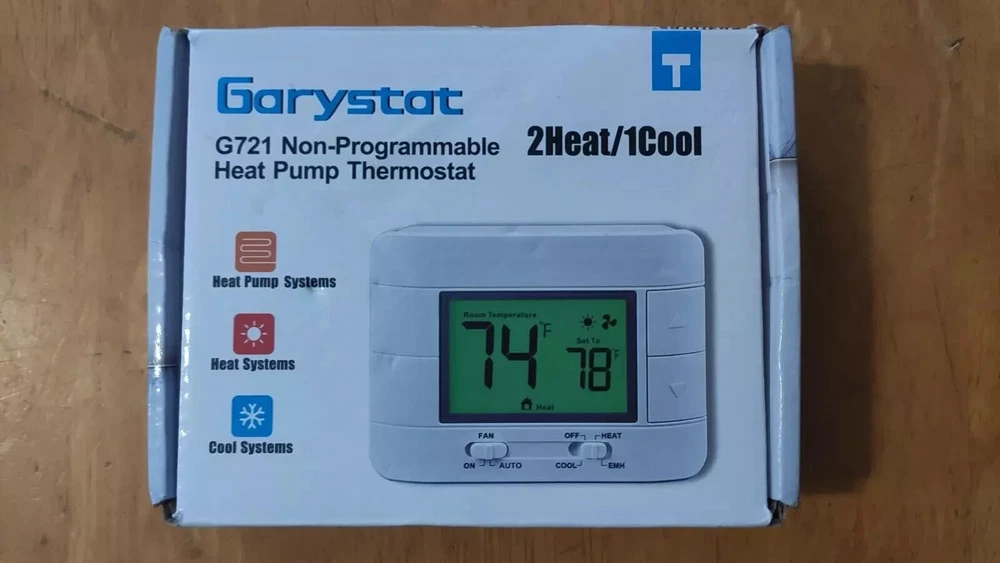 T
Garystat
G721 Non-Programmable
Heat Pump Thermostat
2Heat/1Cool
Heat Pump Systems
Heat Systems
Cool Systems
Room Temperature
74°F
Set To
78°F
Heat
FAN
ON AUTO
OFF HEAT
COOL EMH